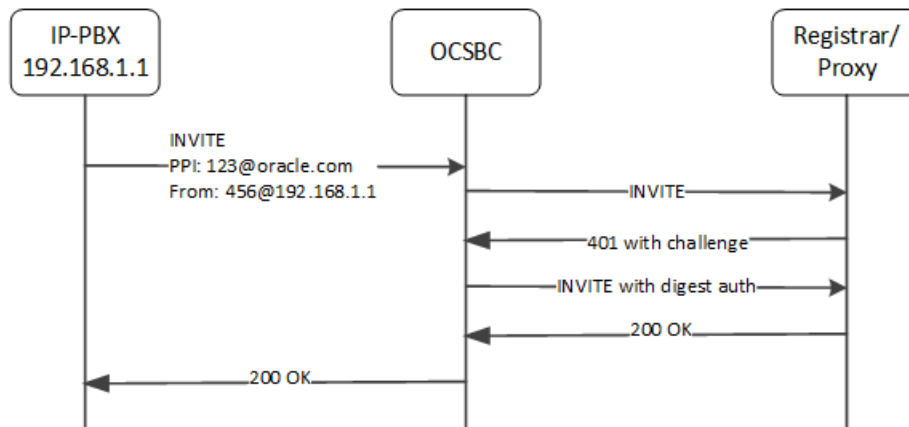 IP-PBX
192.168.1.1
OCSBC
Registrar/
Proxy
INVITE
PPI: 123@oracle.com
From: 456@192.168.1.1
INVITE
401 with challenge
INVITE with digest auth
200 OK
200 OK